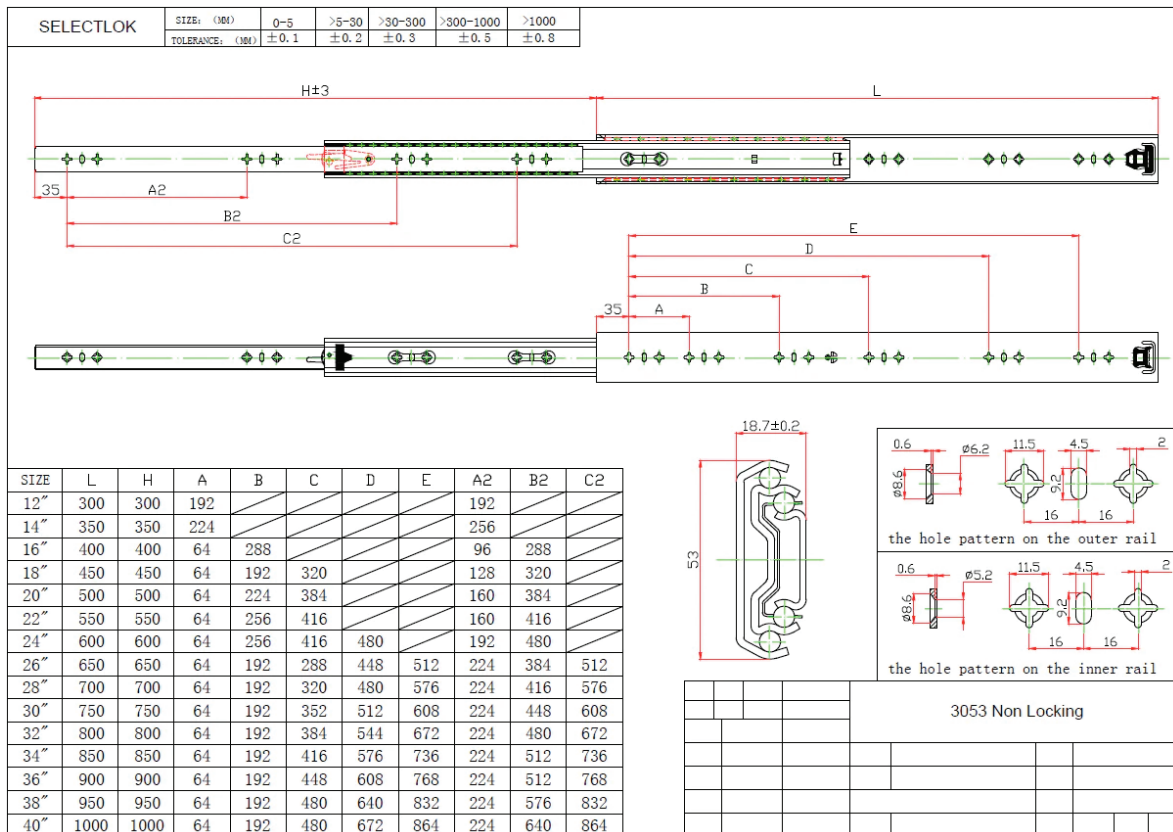 SELECTLOK
SIZE: (MM) 0-5 >5-30 >30-300 >300-1000 >1000
TOLERANCE: (MM) ±0.1 ±0.2 ±0.3 ±0.5 ±0.8
H±3 L
35 A2
B2
C2
E
D
C
B
35 A
18.7±0.2
53
0.6 ø6.2 11.5 4.5 2
ø8.6 9.2
16 16
the hole pattern on the outer rail
0.6 ø5.2 11.5 4.5 2
ø8.6 9.2
16 16
the hole pattern on the inner rail
SIZE L H A B C D E A2 B2 C2
12″ 300 300 192 192
14″ 350 350 224 256
16″ 400 400 64 288 96 288
18″ 450 450 64 192 320 128 320
20″ 500 500 64 224 384 160 384
22″ 550 550 64 256 416 160 416
24″ 600 600 64 256 416 480 192 480
26″ 650 650 64 192 288 448 512 224 384 512
28″ 700 700 64 192 320 480 576 224 416 576
30″ 750 750 64 192 352 512 608 224 448 608
32″ 800 800 64 192 384 544 672 224 480 672
34″ 850 850 64 192 416 576 736 224 512 736
36″ 900 900 64 192 448 608 768 224 512 768
38″ 950 950 64 192 480 640 832 224 576 832
40″ 1000 1000 64 192 480 672 864 224 640 864
3053 Non Locking